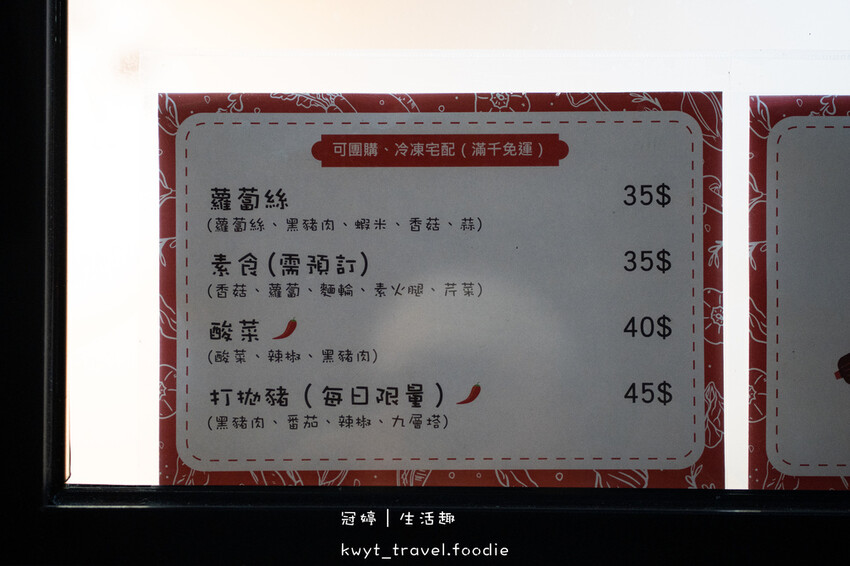 可團購、冷凍宅配（滿千免運）
蘿蔔絲 35$
(蘿蔔絲、黑豬肉、蝦米、香菇、蒜)
素食(需預訂) 35$
(香菇、蘿蔔、麵輪、素火腿、芹菜)
酸菜 40$
(酸菜、辣椒、黑豬肉)
打拋豬（每日限量） 45$
(黑豬肉、番茄、辣椒、九層塔)
冠婷｜生活趣
kwyt_travel.foodie